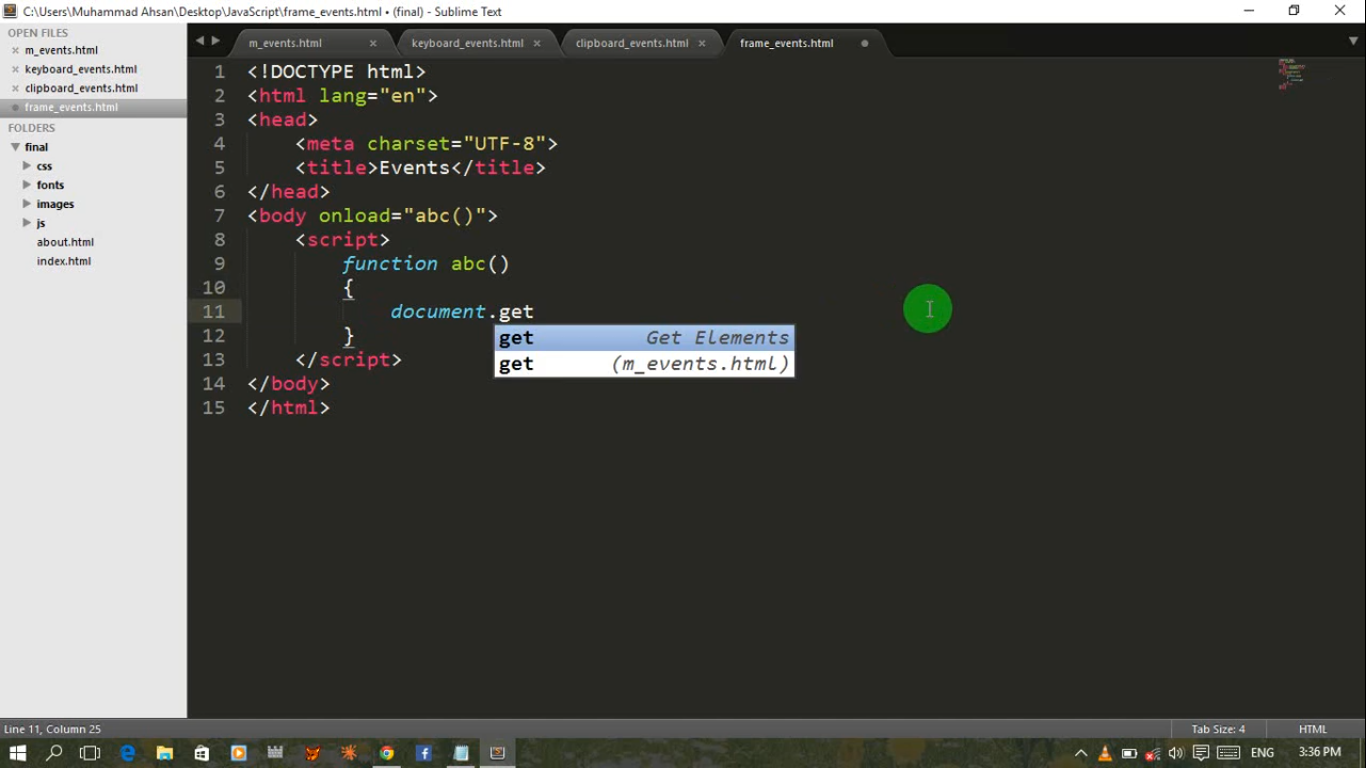 C:\Users\Muhammad Ahsan\Desktop\JavaScript\frame_events.html • (final) - Sublime Text
OPEN FILES
m_events.html
keyboard_events.html
clipboard_events.html
frame_events.html
FOLDERS
final
css
fonts
images
js
about.html
index.html
m_events.html keyboard_events.html clipboard_events.html frame_events.html
1 <!DOCTYPE html>
2 <html lang="en">
3 <head>
4 <meta charset="UTF-8">
5 <title>Events</title>
6 </head>
7 <body onload="abc()">
8 <script>
9 function abc()
10 {
11 document.get
get Get Elements
12 }
get (m_events.html)
13 </script>
14 </body>
15 </html>
Line 11, Column 25 Tab Size: 4 HTML
ENG 3:36 PM